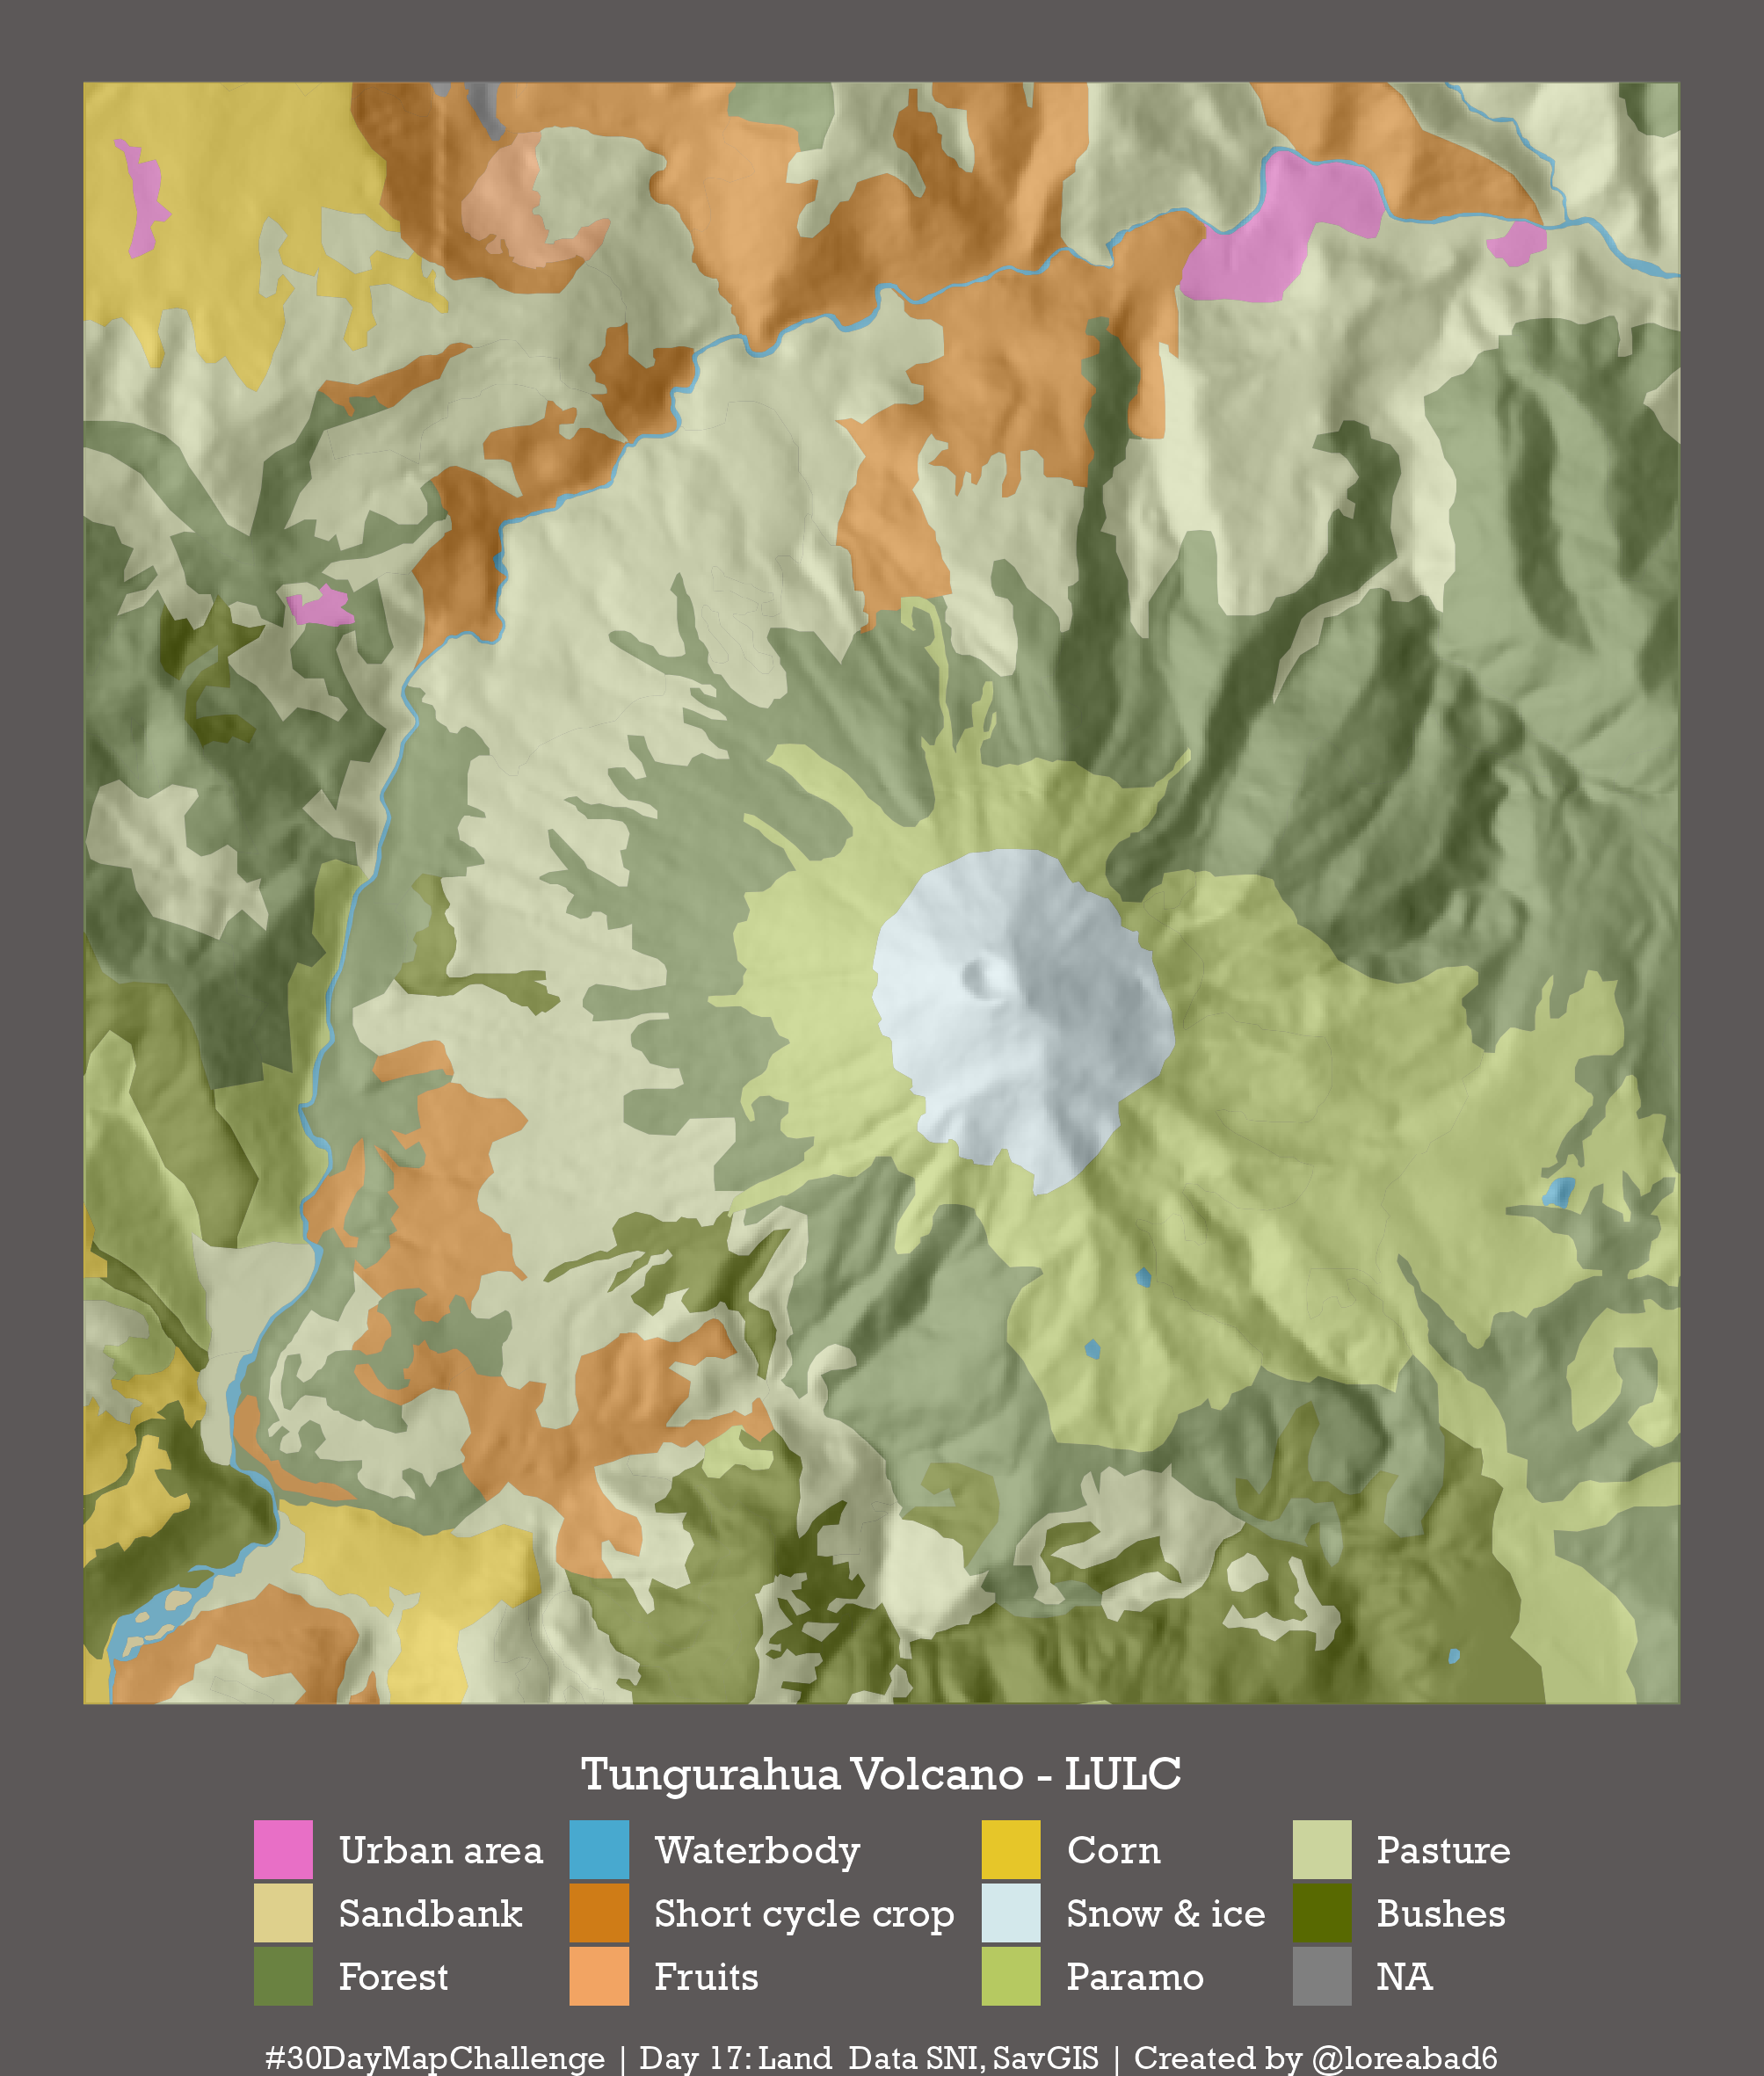 Tungurahua Volcano - LULC
Urban area Waterbody Corn Pasture
Sandbank Short cycle crop Snow & ice Bushes
Forest Fruits Paramo NA
#30DayMapChallenge | Day 17: Land Data SNI, SavGIS | Created by @loreabad6